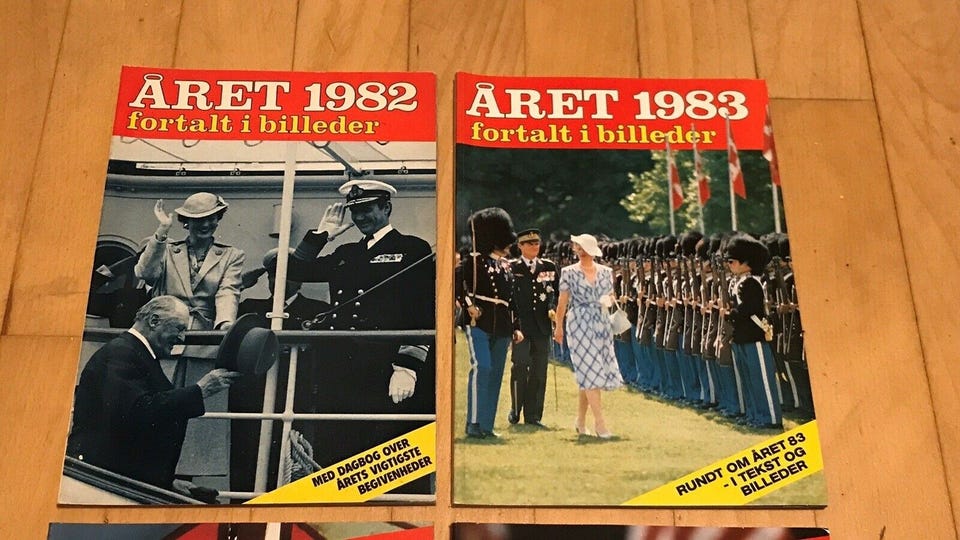 ÅRET 1982
fortalt i billeder
MED DAGBOG OVER
ÅRETS VIGTIGSTE
BEGIVENHEDER
ÅRET 1983
fortalt i billeder
RUNDT OM ÅRET 83
- I TEKST OG
BILLEDER